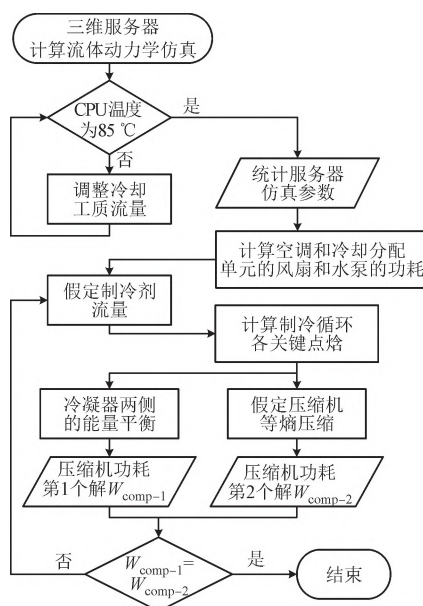 三维服务器
计算流体动力学仿真
CPU温度
为85 ℃
是
否
调整冷却
工质流量
统计服务器
仿真参数
计算空调和冷却分配
单元的风扇和水泵的功耗
假定制冷剂
流量
计算制冷循环
各关键点焓
冷凝器两侧
的能量平衡
假定压缩机
等熵压缩
压缩机功耗
第1个解Wcomp-1
压缩机功耗
第2个解Wcomp-2
否
Wcomp-1=
Wcomp-2
是
结束